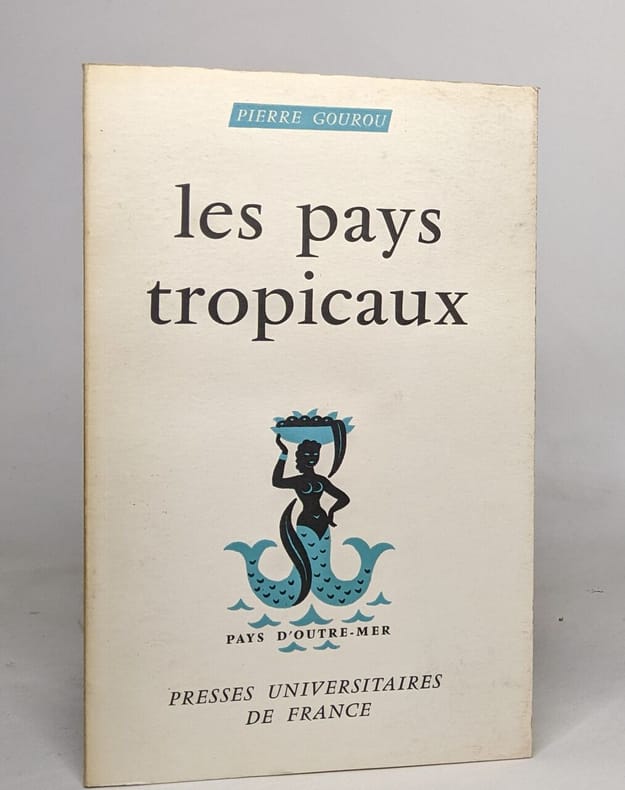 PIERRE GOUROU
les pays
tropicaux
PAYS D'OUTRE-MER
PRESSES UNIVERSITAIRES
DE FRANCE